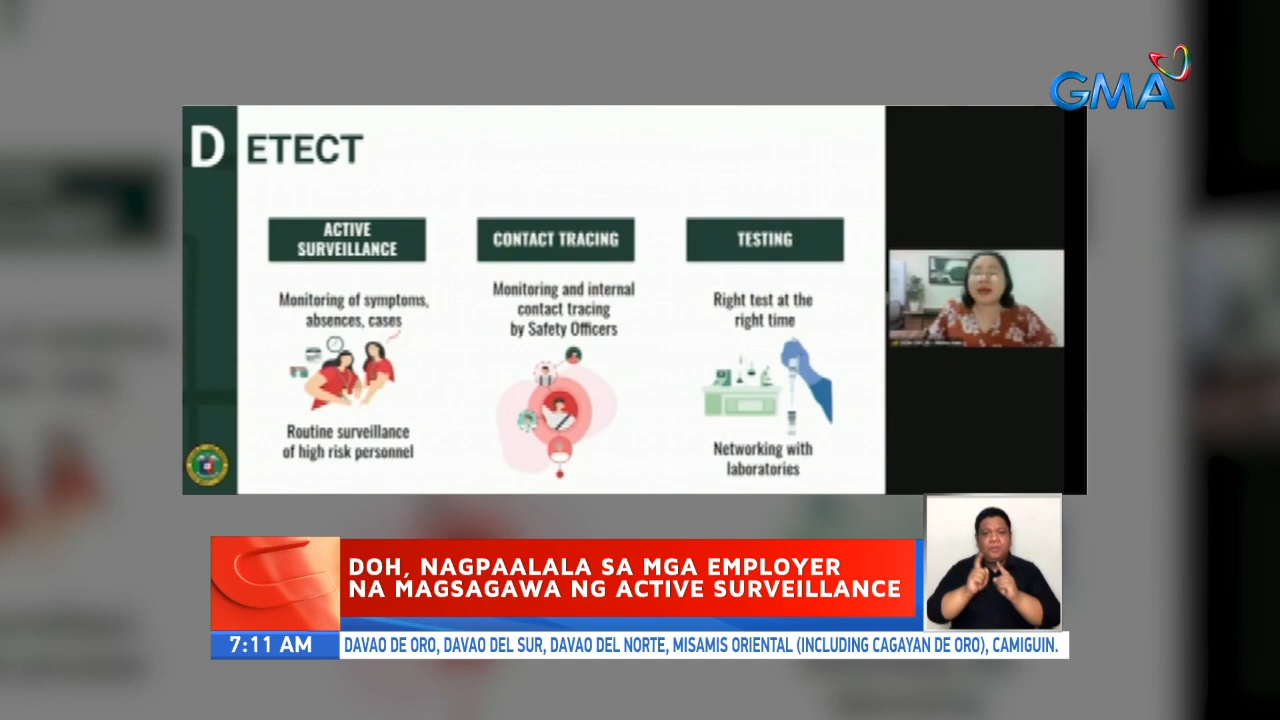 GMA
DETECT
ACTIVE
SURVEILLANCE
Monitoring of symptoms,
absences, cases
Routine surveillance
of high risk personnel
CONTACT TRACING
Monitoring and internal
contact tracing
by Safety Officers
TESTING
Right test at the
right time
Networking with
laboratories
DOH, NAGPAALALA SA MGA EMPLOYER
NA MAGSAGAWA NG ACTIVE SURVEILLANCE
7:11 AM
DAVAO DE ORO, DAVAO DEL SUR, DAVAO DEL NORTE, MISAMIS ORIENTAL (INCLUDING CAGAYAN DE ORO), CAMIGUIN.